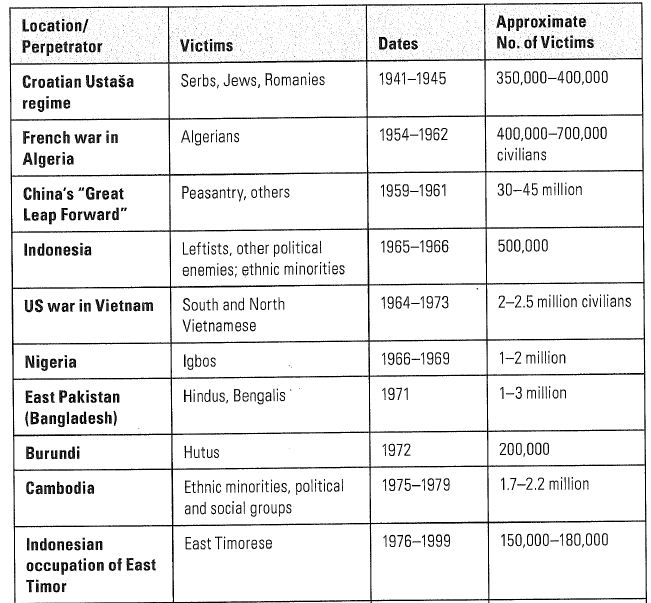 Location/
Perpetrator
Victims
Dates
Approximate
No. of Victims
Croatian Ustaša
regime
Serbs, Jews, Romanies
1941–1945
350,000–400,000
French war in
Algeria
Algerians
1954–1962
400,000–700,000
civilians
China's "Great
Leap Forward"
Peasantry, others
1959–1961
30–45 million
Indonesia
Leftists, other political
enemies; ethnic minorities
1965–1966
500,000
US war in Vietnam
South and North
Vietnamese
1964–1973
2–2.5 million civilians
Nigeria
Igbos
1966–1969
1–2 million
East Pakistan
(Bangladesh)
Hindus, Bengalis
1971
1–3 million
Burundi
Hutus
1972
200,000
Cambodia
Ethnic minorities, political
and social groups
1975–1979
1.7–2.2 million
Indonesian
occupation of East
Timor
East Timorese
1976–1999
150,000–180,000